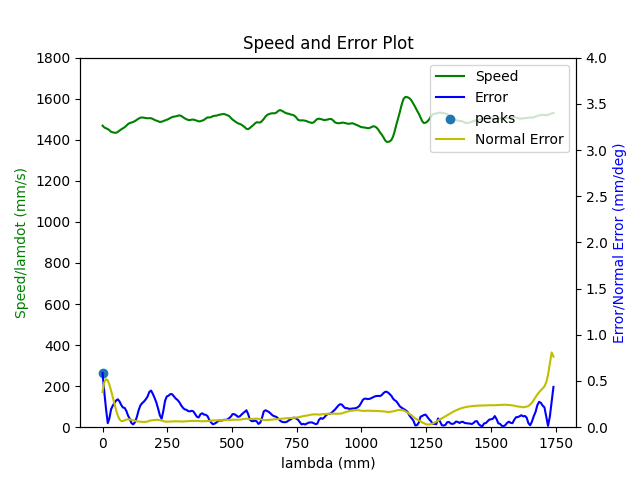 Speed and Error Plot
Speed
Error
peaks
Normal Error
Speed/lamdot (mm/s)
1800
1600
1400
1200
1000
800
600
400
200
0
4.0
3.5
3.0
2.5
2.0
1.5
1.0
0.5
0.0
Error/Normal Error (mm/deg)
0 250 500 750 1000 1250 1500 1750
lambda (mm)